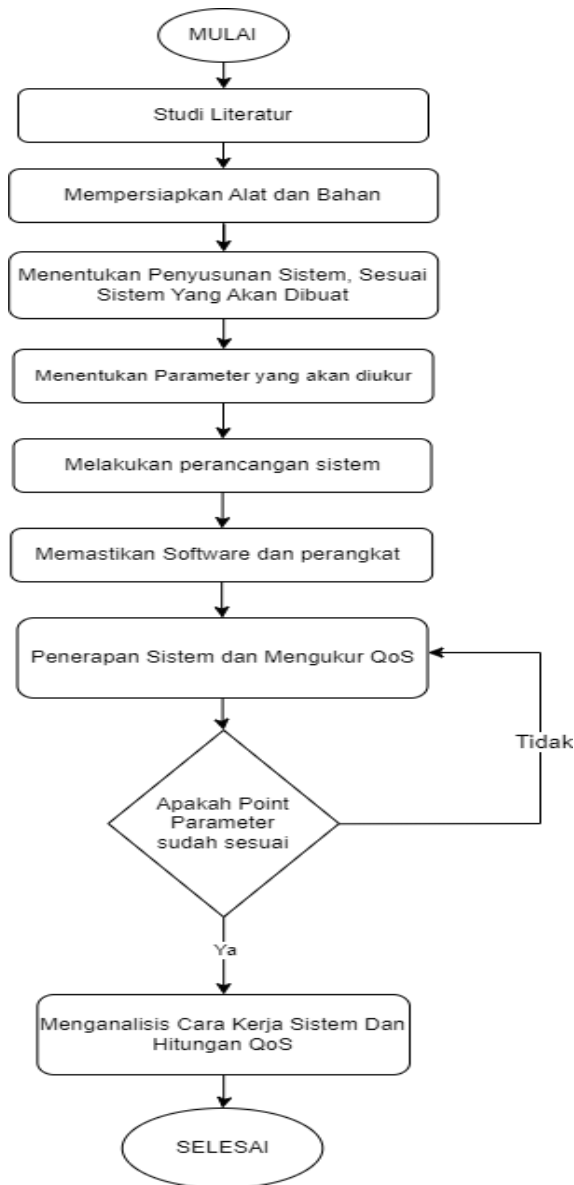 MULAI
Studi Literatur
Mempersiapkan Alat dan Bahan
Menentukan Penyusunan Sistem, Sesuai
Sistem Yang Akan Dibuat
Menentukan Parameter yang akan diukur
Melakukan perancangan sistem
Memastikan Software dan perangkat
Penerapan Sistem dan Mengukur QoS
Tidak
Apakah Point
Parameter
sudah sesuai
Ya
Menganalisis Cara Kerja Sistem Dan
Hitungan QoS
SELESAI